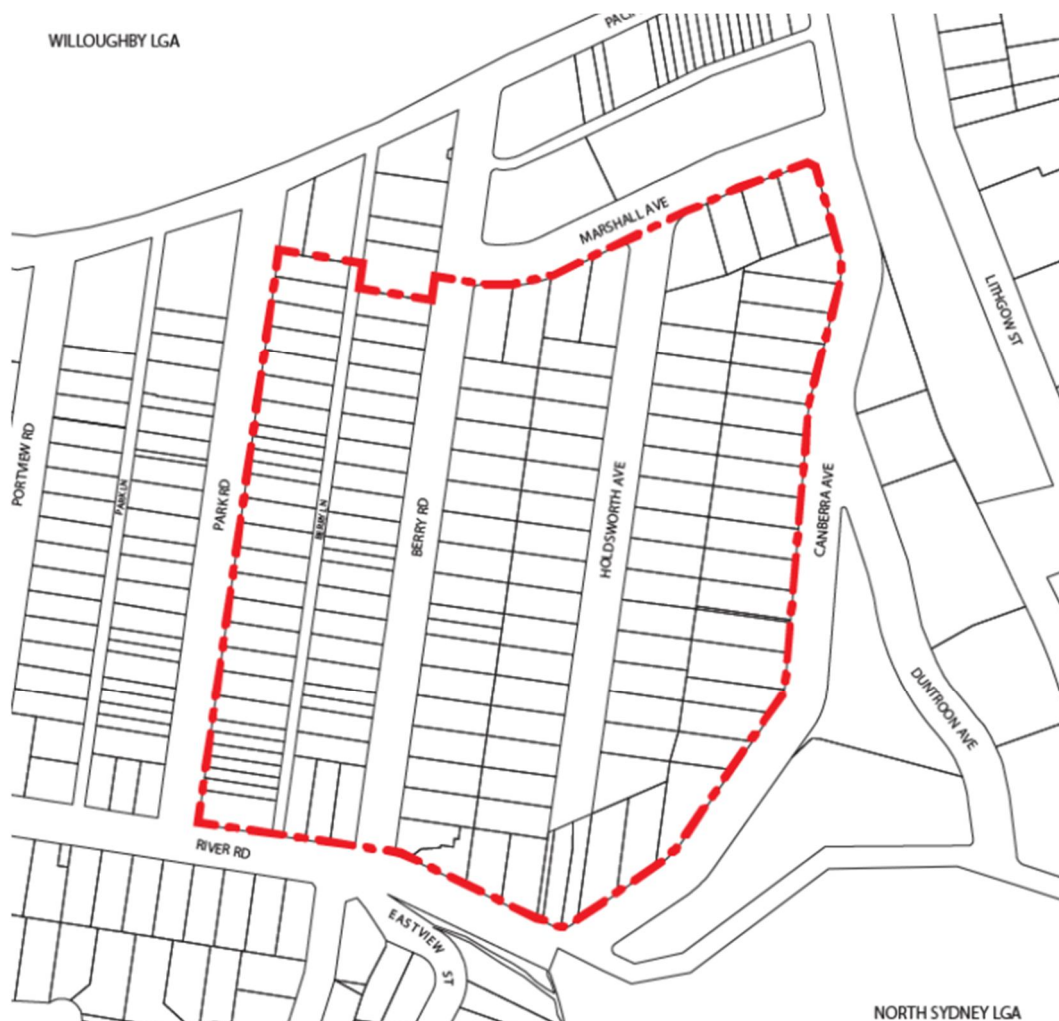 PACI
WILLOUGHBY LGA
MARSHALL AVE
LITHGOW ST
PORTVIEW RD
PARK LN
PARK RD
BERRY LN
BERRY RD
HOLDSWORTH AVE
CANBERRA AVE
DUNTROON AVE
RIVER RD
EASTVIEW ST
NORTH SYDNEY LGA